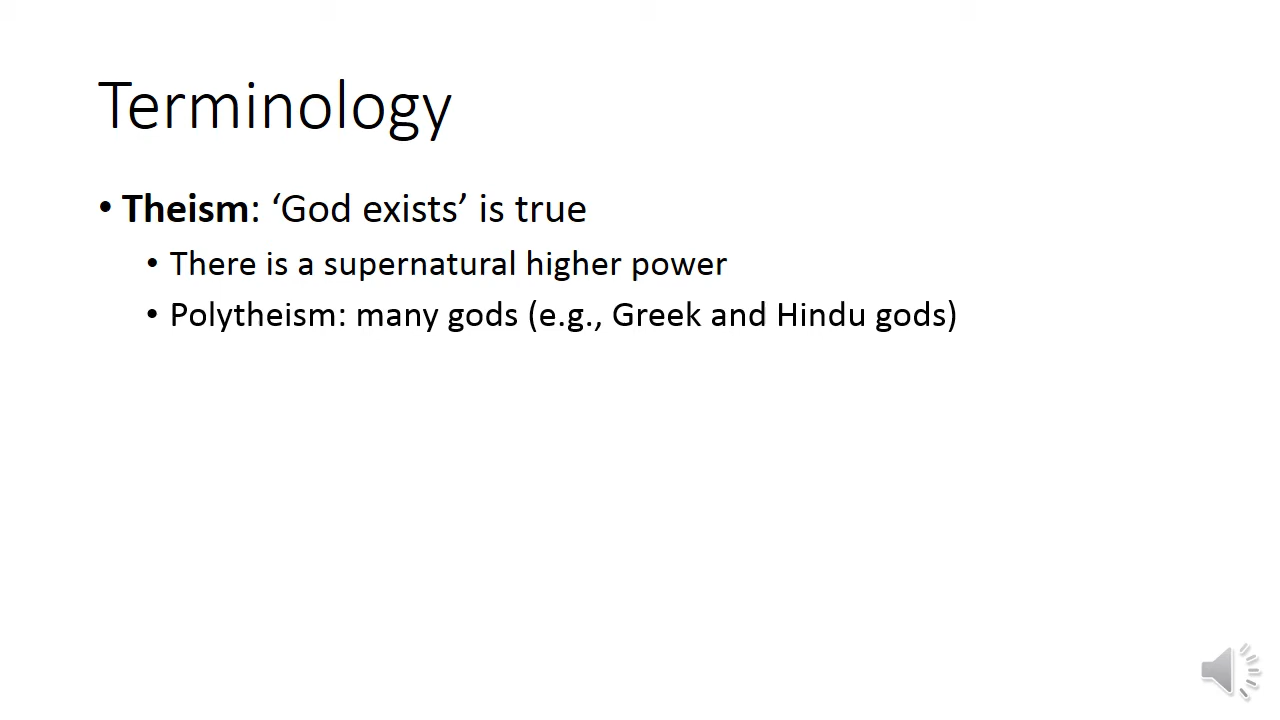 Terminology
• Theism: ‘God exists’ is true
• There is a supernatural higher power
• Polytheism: many gods (e.g., Greek and Hindu gods)